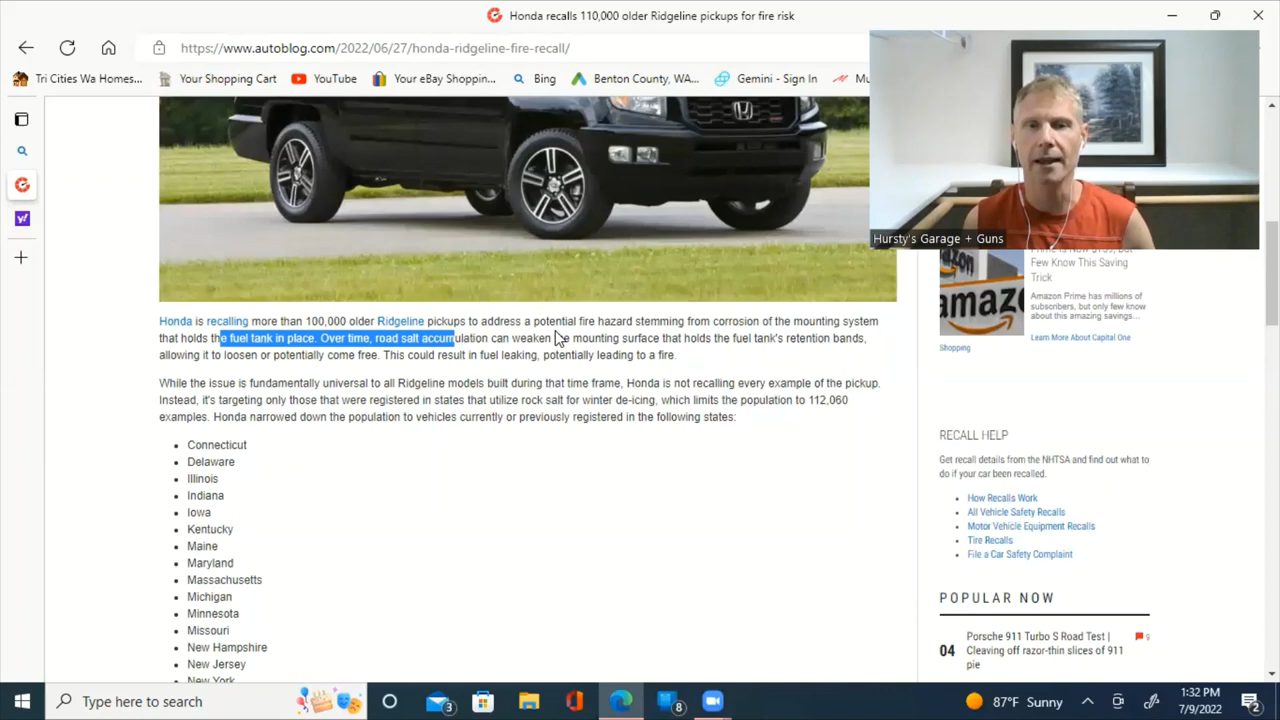 Honda recalls 110,000 older Ridgeline pickups for fire risk
https://www.autoblog.com/2022/06/27/honda-ridgeline-fire-recall/
Tri Cities Wa Homes...
Your Shopping Cart
YouTube
Your eBay Shoppin...
Bing
Benton County, WA...
Gemini - Sign In
Mu
Hursty's Garage + Guns
Honda is recalling more than 100,000 older Ridgeline pickups to address a potential fire hazard stemming from corrosion of the mounting system
that holds the fuel tank in place. Over time, road salt accumulation can weaken the mounting surface that holds the fuel tank's retention bands,
allowing it to loosen or potentially come free. This could result in fuel leaking, potentially leading to a fire.
While the issue is fundamentally universal to all Ridgeline models built during that time frame, Honda is not recalling every example of the pickup.
Instead, it's targeting only those that were registered in states that utilize rock salt for winter de-icing, which limits the population to 112,060
examples. Honda narrowed down the population to vehicles currently or previously registered in the following states:
Connecticut
Delaware
Illinois
Indiana
Iowa
Kentucky
Maine
Maryland
Massachusetts
Michigan
Minnesota
Missouri
New Hampshire
New Jersey
New York
amazo
Few Know This Saving
Trick
Amazon Prime has millions of
subscribers, but only few know
about this amazing savings...
Learn More About Capital One
Shopping
RECALL HELP
Get recall details from the NHTSA and find out what to
do if your car been recalled.
How Recalls Work
All Vehicle Safety Recalls
Motor Vehicle Equipment Recalls
Tire Recalls
File a Car Safety Complaint
POPULAR NOW
04
Porsche 911 Turbo S Road Test |
Cleaving off razor-thin slices of 911
pie
9
Type here to search
3
8
87°F Sunny
1:32 PM
7/9/2022
2